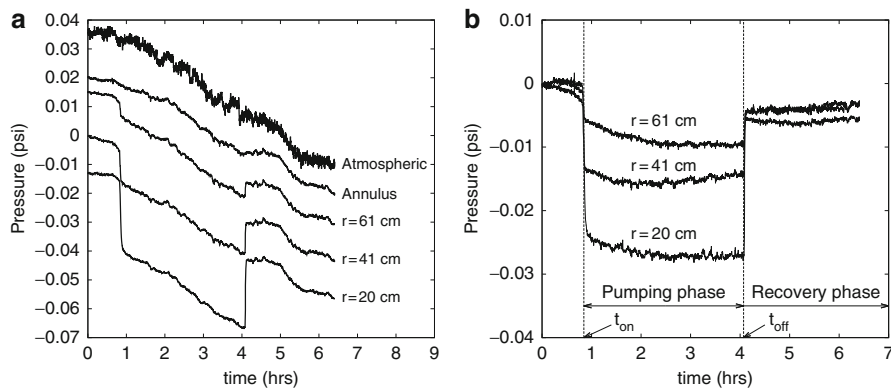 a
Pressure (psi)
0.04
0.03
0.02
0.01
0
−0.01
−0.02
−0.03
−0.04
−0.05
−0.06
−0.07
Atmospheric
Annulus
r = 61 cm
r = 41 cm
r = 20 cm
0 1 2 3 4 5 6 7 8 9
time (hrs)
b
Pressure (psi)
0.01
0
−0.01
−0.02
−0.03
−0.04
r = 61 cm
r = 41 cm
r = 20 cm
Pumping phase
Recovery phase
t_on
t_off
0 1 2 3 4 5 6 7
time (hrs)